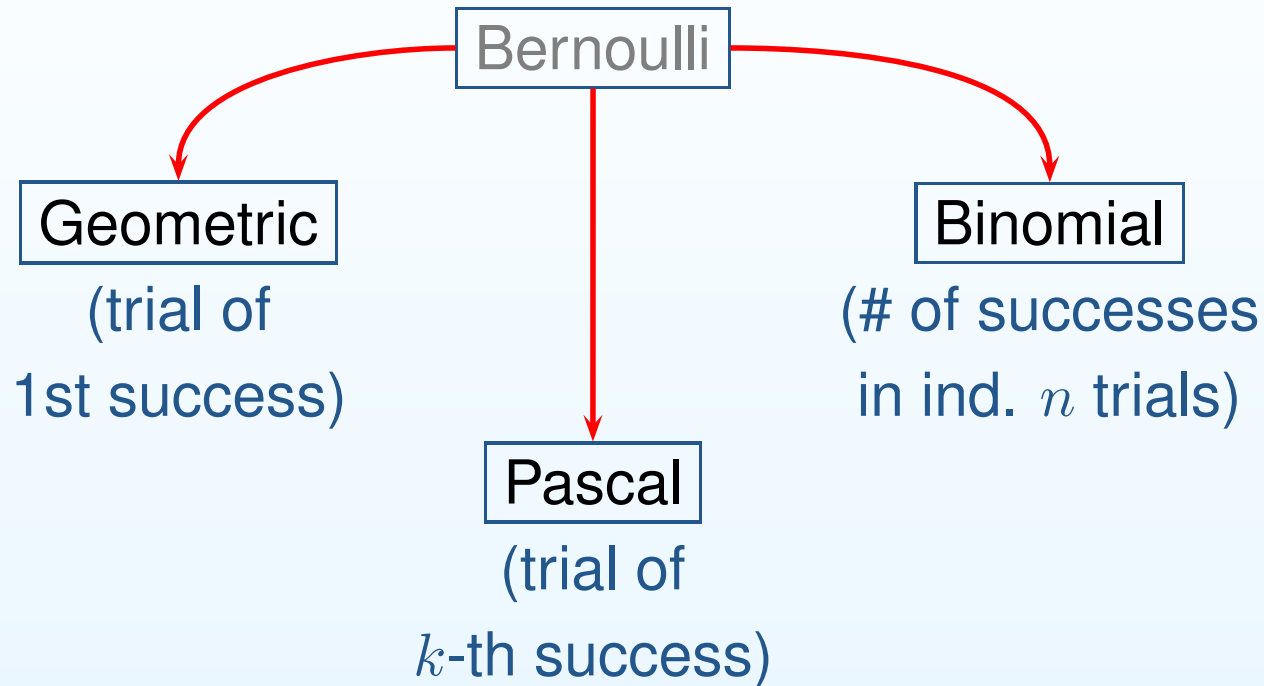 Bernoulli
Geometric
(trial of
1st success)
Binomial
(# of successes
in ind. n trials)
Pascal
(trial of
k-th success)